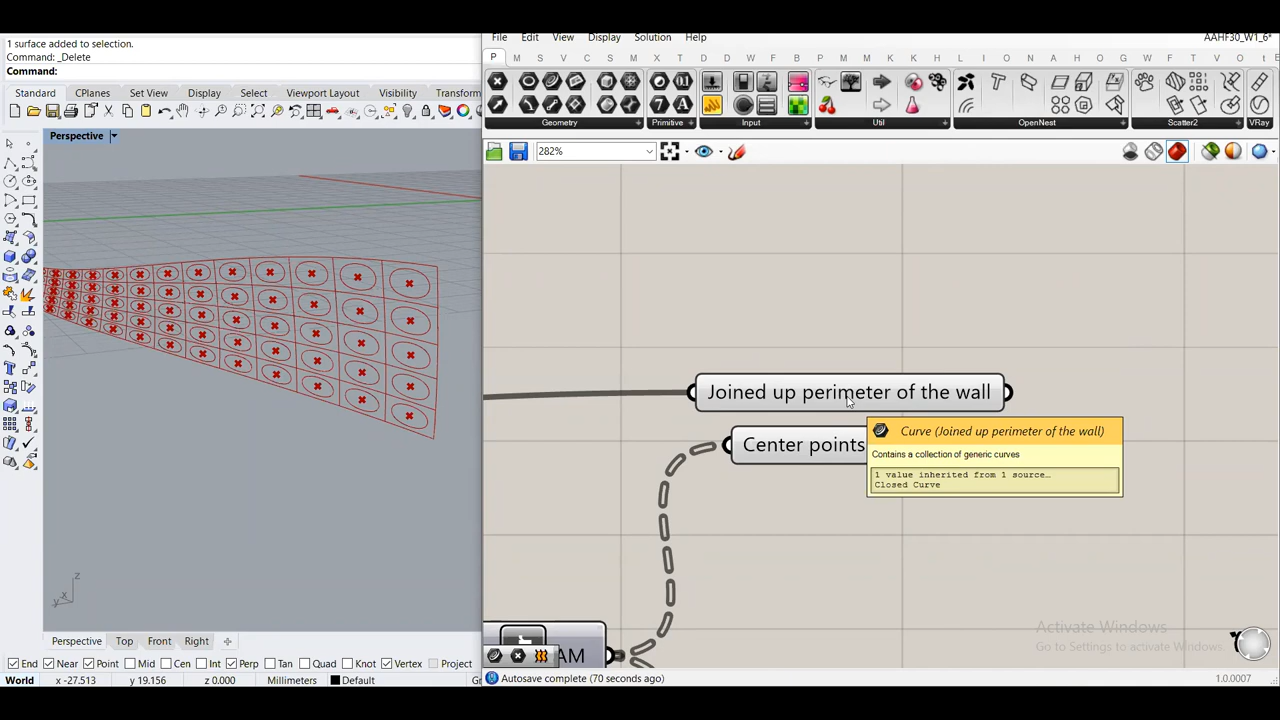 1 surface added to selection.
Command: _Delete
Command:
Standard CPlanes Set View Display Select Viewport Layout Visibility Transform
Perspective
z
x
y
Perspective Top Front Right
End Near Point Mid Cen Int Perp Tan Quad Knot Vertex Project
World x -27.513 y 19.156 z 0.000 Millimeters Default
File Edit View Display Solution Help AAHF30_W1_6*
P M S V C I S M D X T D D K B H W P M M K A C L I O N A G H O P L S W F T E t
Geometry Primitive Input Util OpenNest Scatter2 VRay
282%
Joined up perimeter of the wall
Center points
Curve (Joined up perimeter of the wall)
Contains a collection of generic curves
1 value inherited from 1 source…
Closed Curve
AM
Activate Windows
Go to Settings to activate Windows.
Autosave complete (70 seconds ago)
1.0.0007